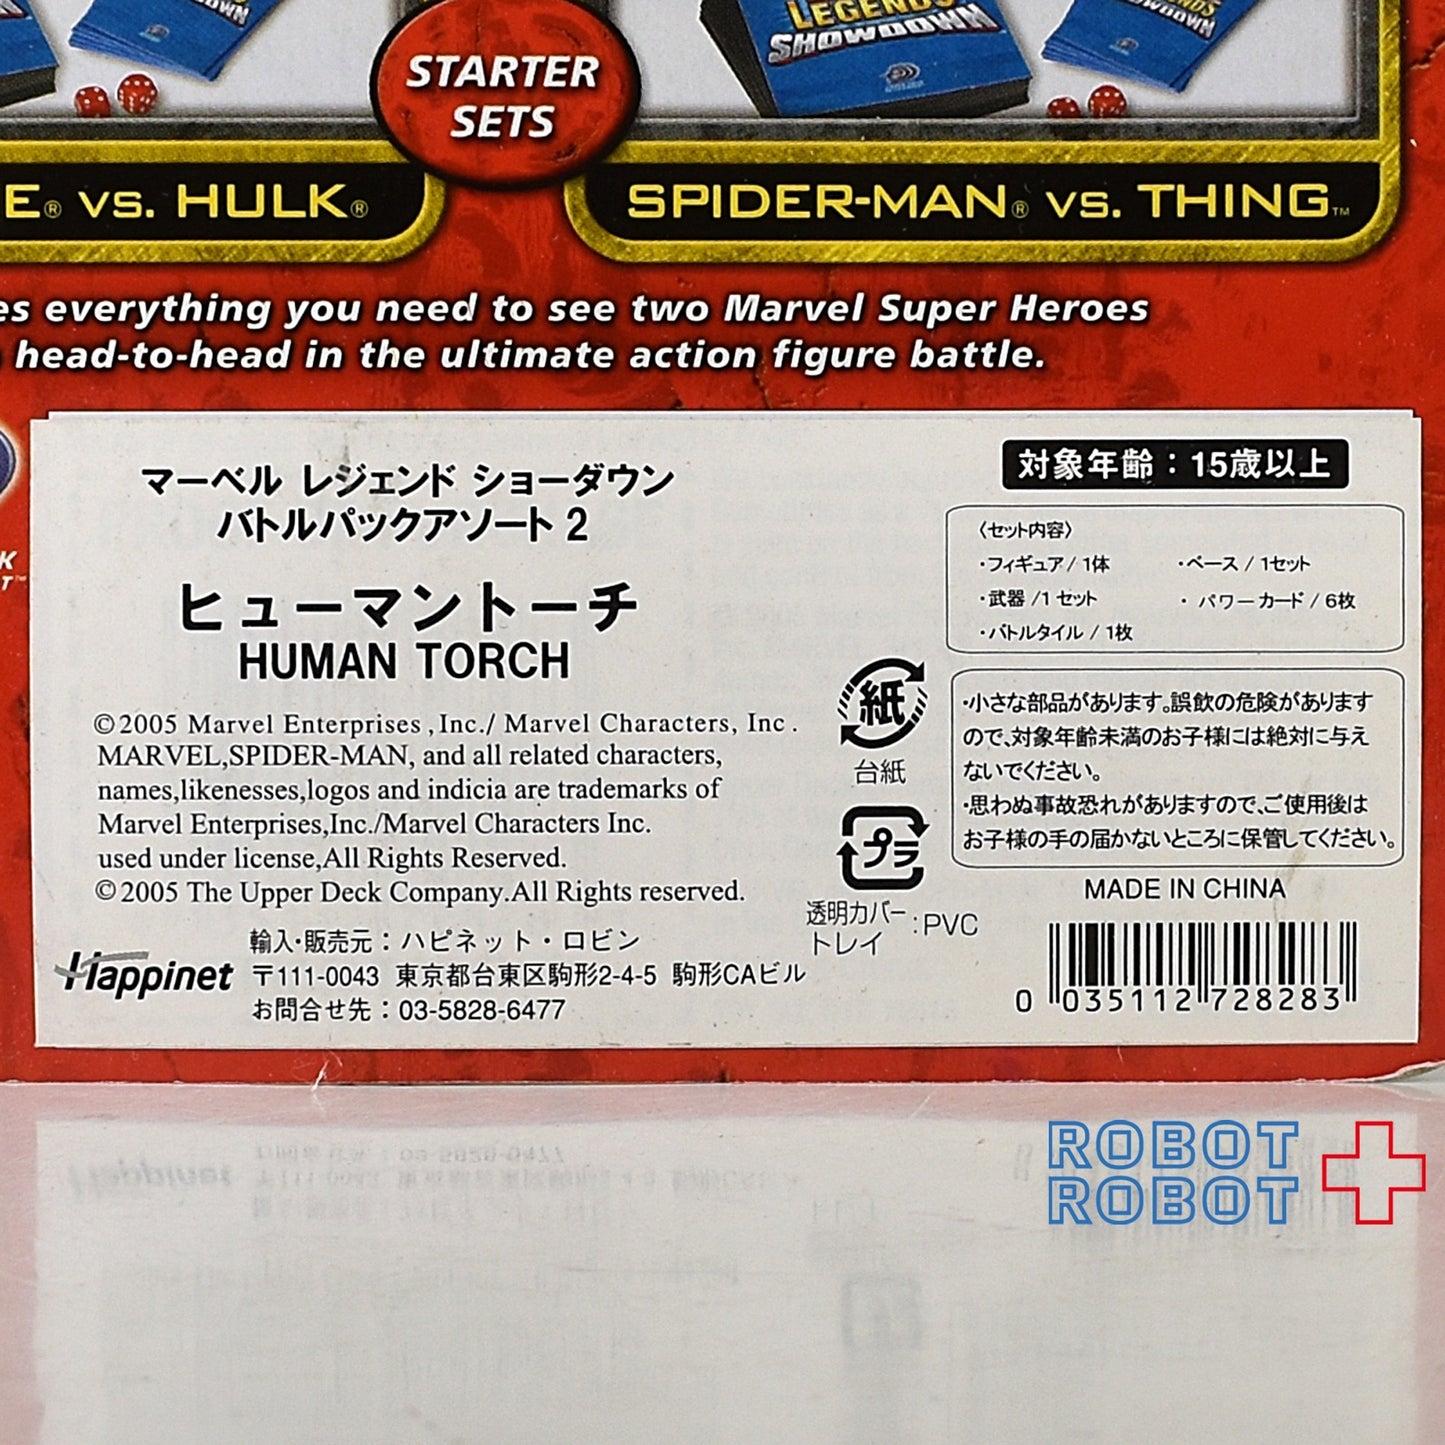 LEGENDS
SHOWDOWN
SHOWDOWN
SHOWDOWN
STARTER
SETS
E® vs. HULK®
SPIDER-MAN® vs. THING™
es everything you need to see two Marvel Super Heroes
head-to-head in the ultimate action figure battle.
マーベル レジェンド ショーダウン
バトルパックアソート 2
ヒューマントーチ
HUMAN TORCH
©2005 Marvel Enterprises ,Inc./ Marvel Characters, Inc .
MARVEL,SPIDER-MAN, and all related characters,
names,likenesses,logos and indicia are trademarks of
Marvel Enterprises,Inc./Marvel Characters Inc.
used under license,All Rights Reserved.
©2005 The Upper Deck Company.All Rights reserved.
Happinet
輸入・販売元：ハピネット・ロビン
〒111-0043 東京都台東区駒形2-4-5 駒形CAビル
お問合せ先：03-5828-6477
対象年齢：15歳以上
〈セット内容〉
・フィギュア / 1体 ・ベース / 1セット
・武器 /1 セット ・パワーカード / 6枚
・バトルタイル / 1枚
紙
台紙
プラ
透明カバー
トレイ :PVC
・小さな部品があります。誤飲の危険があります
ので、対象年齢未満のお子様には絶対に与え
ないでください。
・思わぬ事故恐れがありますので、ご使用後は
お子様の手の届かないところに保管してください。
MADE IN CHINA
0 035112 728283
ROBOT
ROBOT